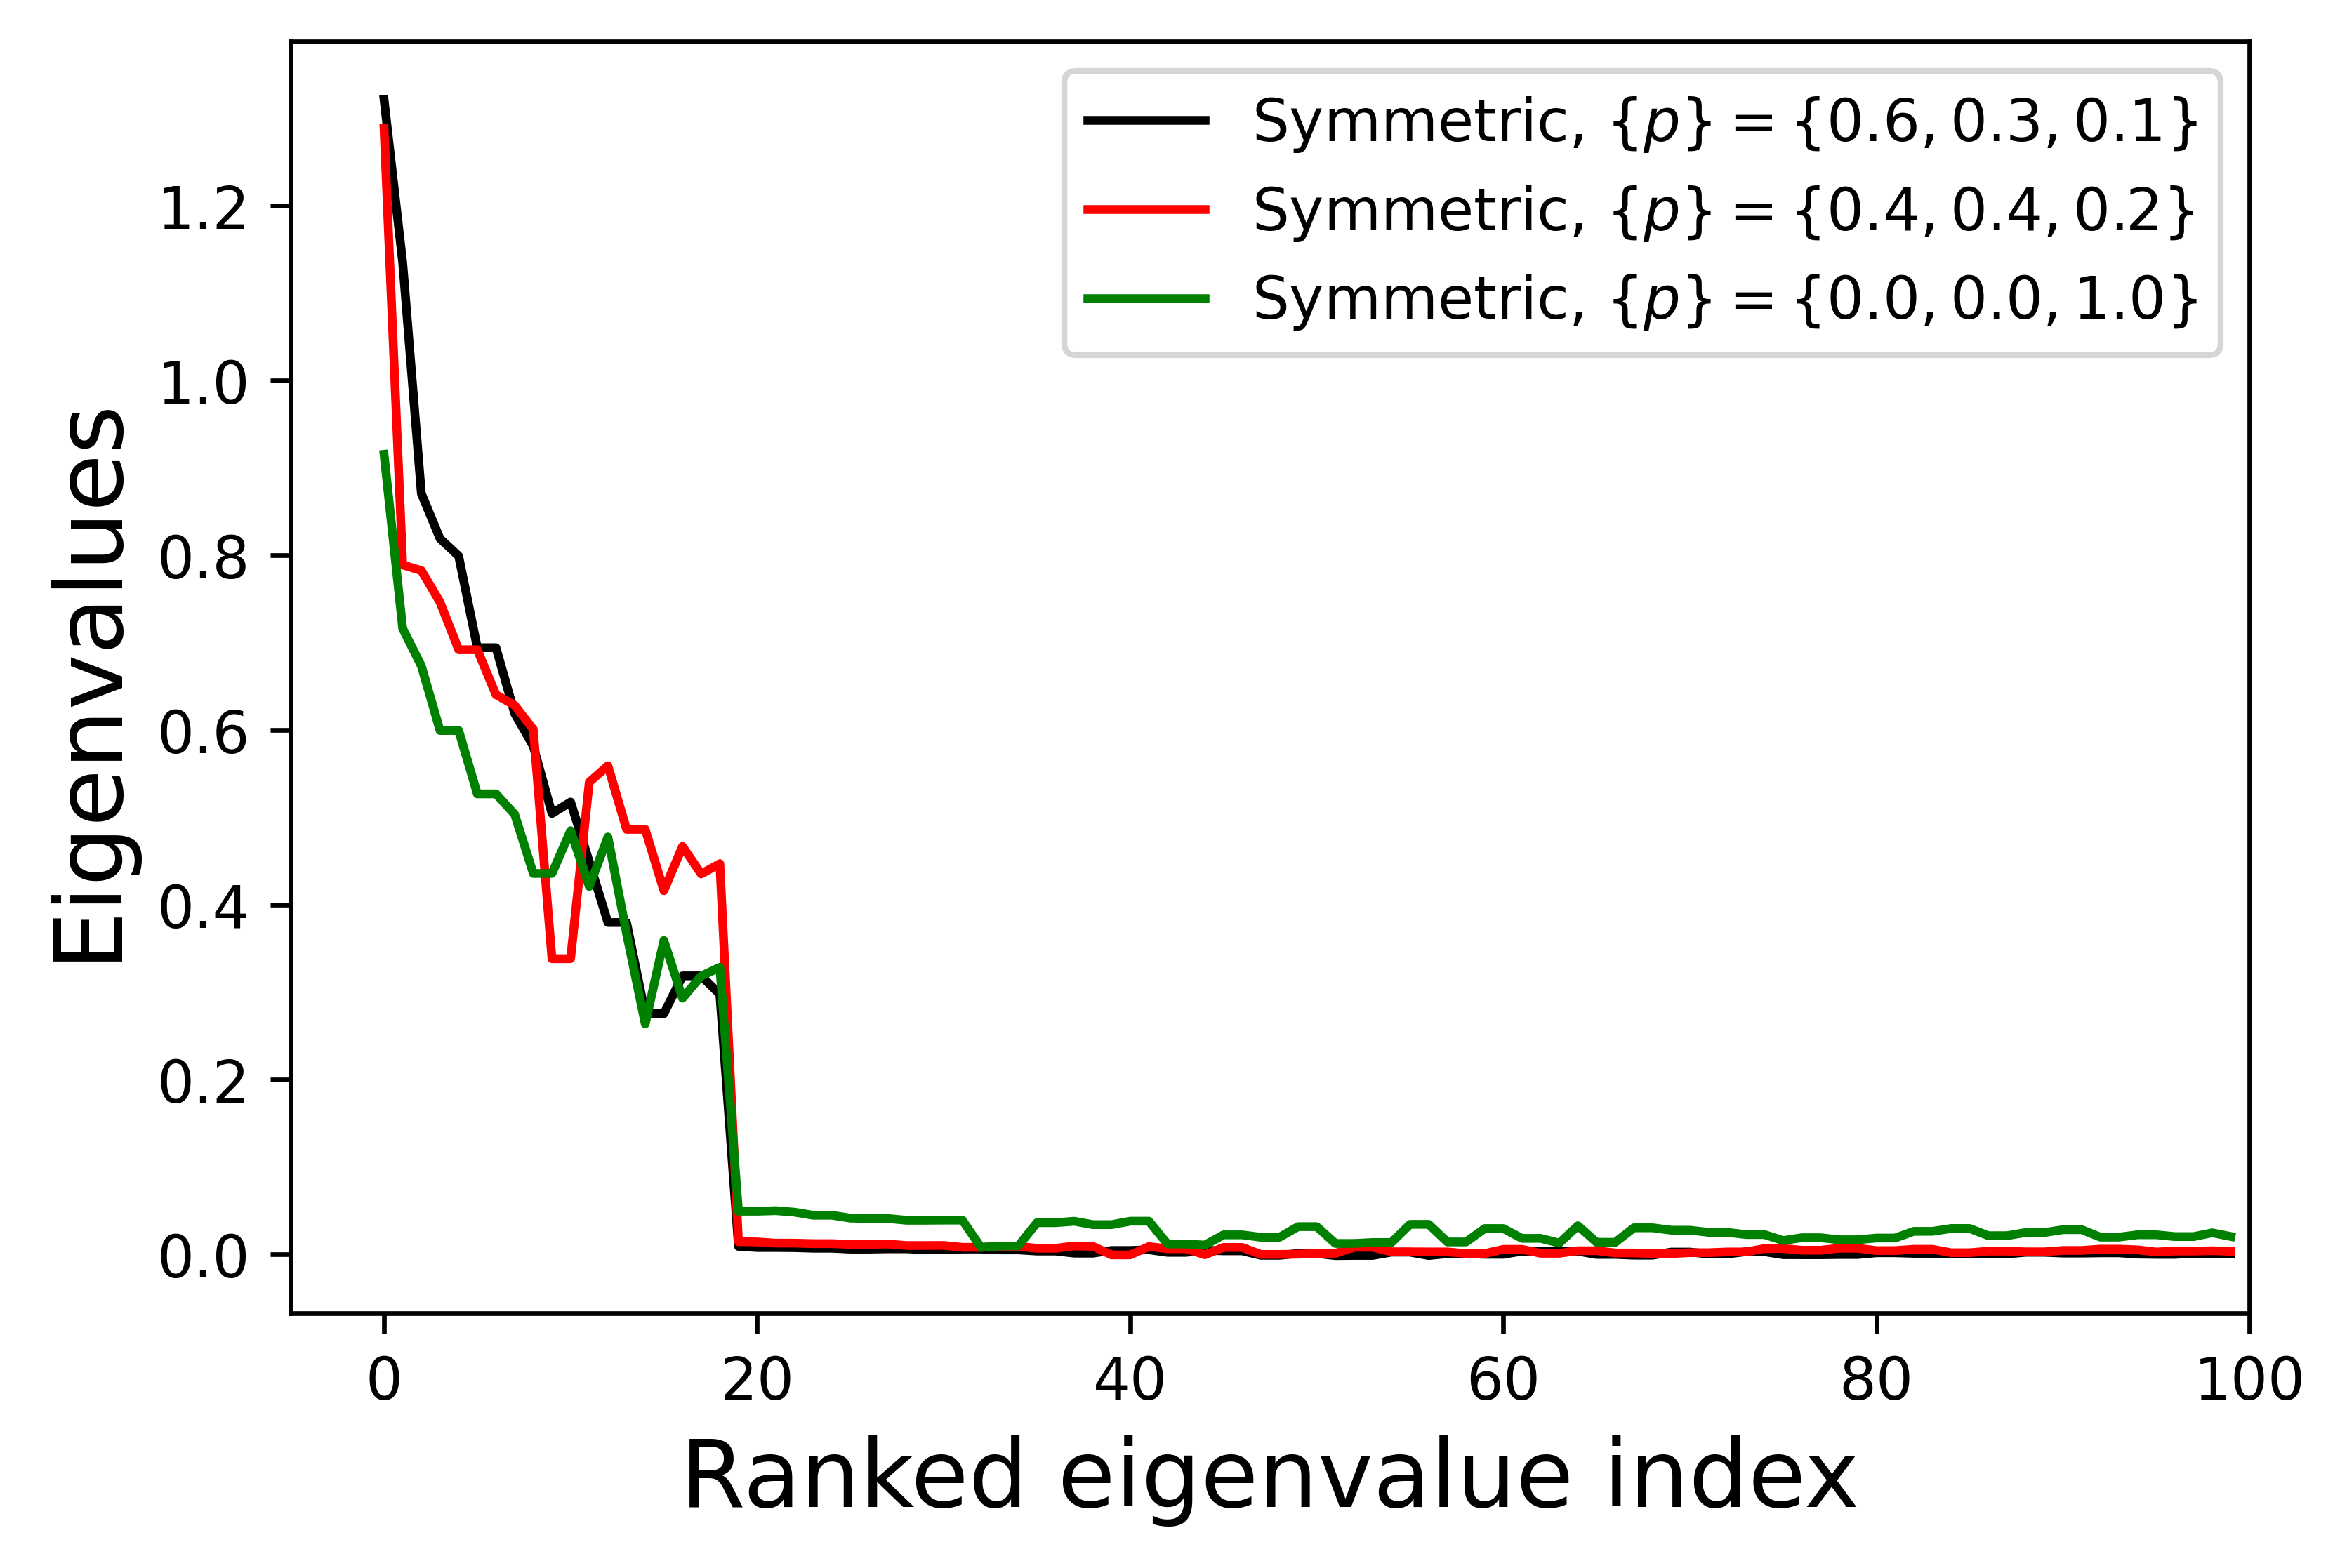 Symmetric, {p} = {0.6, 0.3, 0.1}
Symmetric, {p} = {0.4, 0.4, 0.2}
Symmetric, {p} = {0.0, 0.0, 1.0}
Eigenvalues
1.2
1.0
0.8
0.6
0.4
0.2
0.0
0 20 40 60 80 100
Ranked eigenvalue index